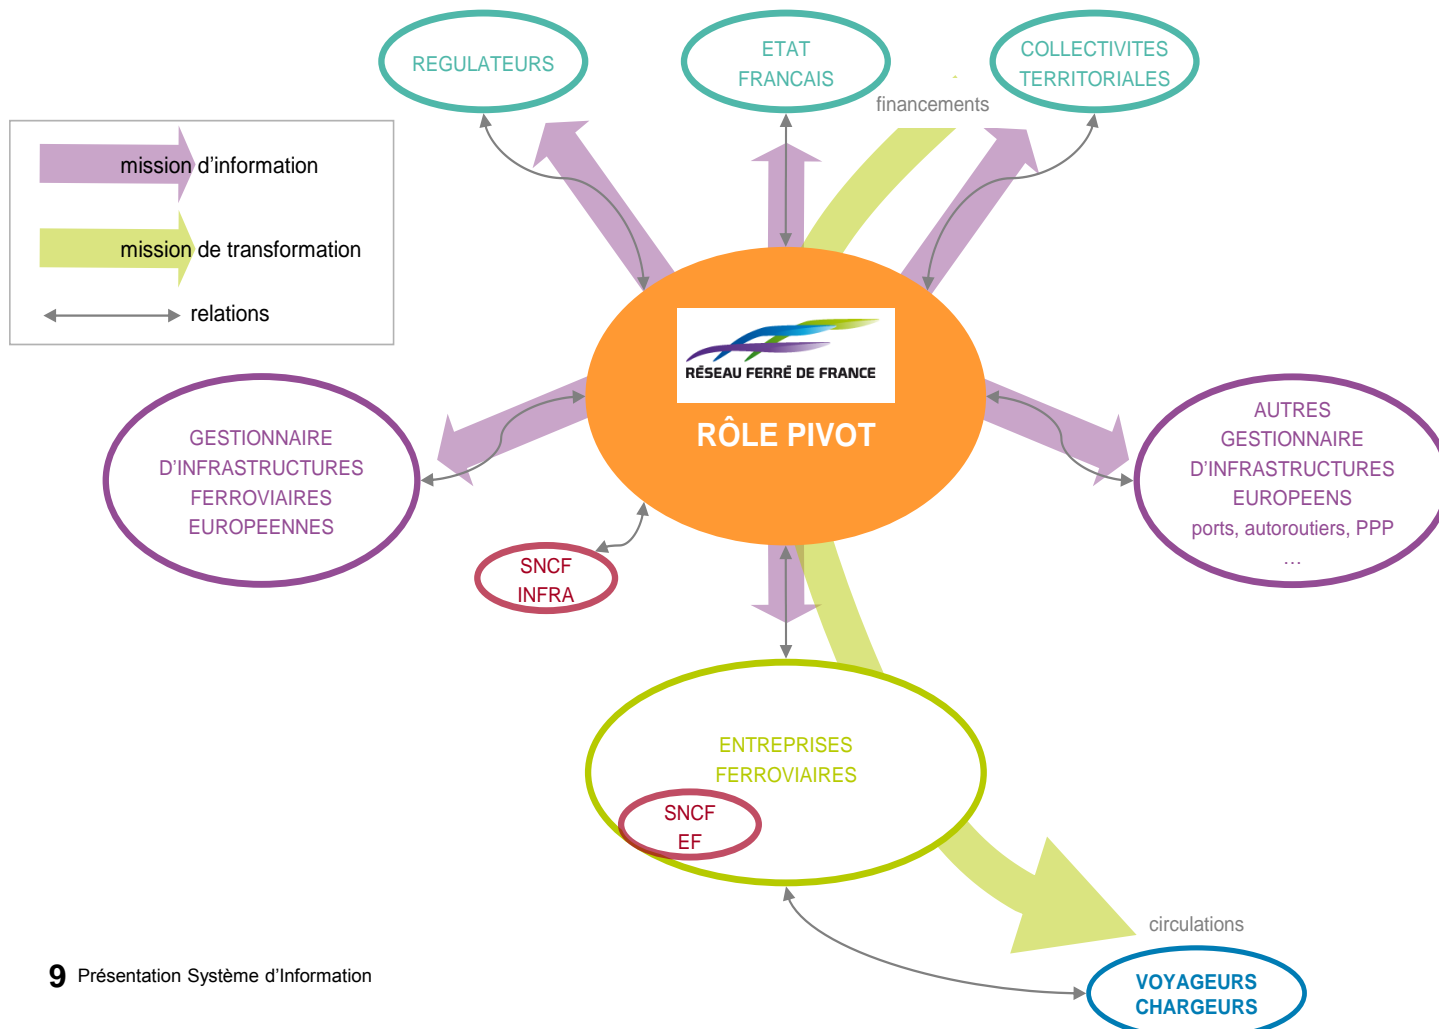 REGULATEURS
ETAT
FRANCAIS
COLLECTIVITES
TERRITORIALES
financements
mission d’information
mission de transformation
relations
RÉSEAU FERRÉ DE FRANCE
RÔLE PIVOT
GESTIONNAIRE
D’INFRASTRUCTURES
FERROVIAIRES
EUROPEENNES
AUTRES
GESTIONNAIRE
D’INFRASTRUCTURES
EUROPEENS
ports, autoroutiers, PPP
…
SNCF
INFRA
ENTREPRISES
FERROVIAIRES
SNCF
EF
circulations
VOYAGEURS
CHARGEURS
9 Présentation Système d’Information